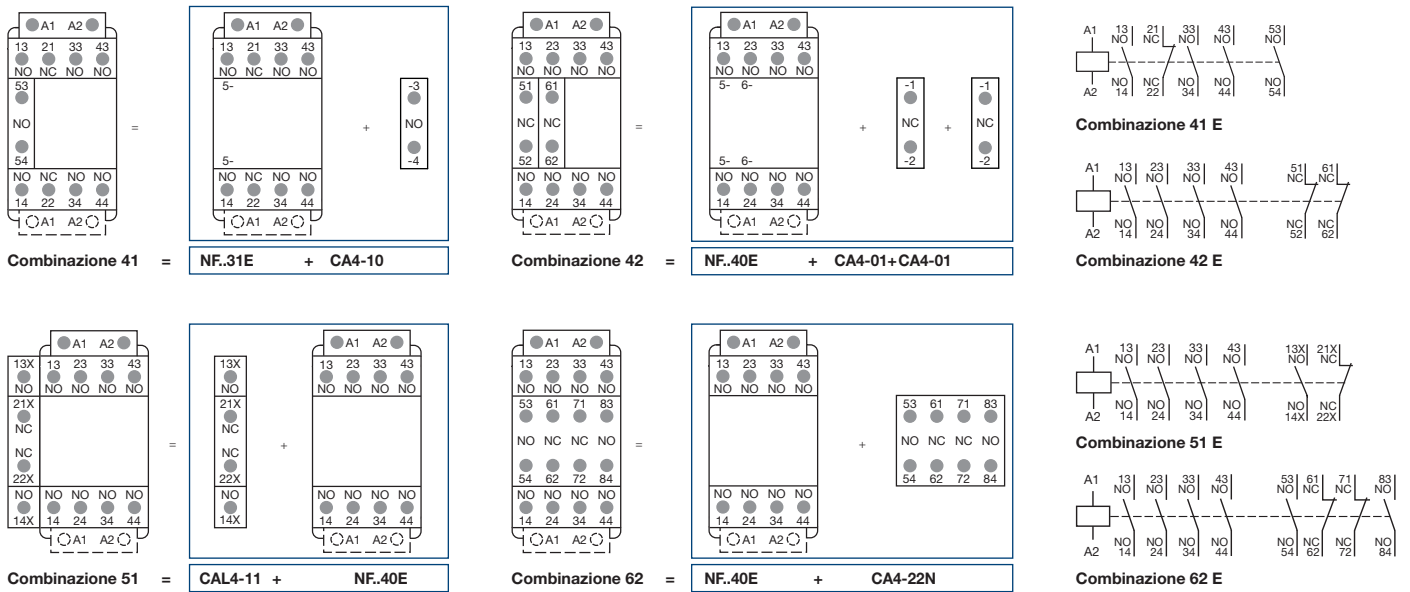 A1 A2
13 21 33 43
NO NC NO NO
53
NO
54
NO NC NO NO
14 22 34 44
A1 A2
=
A1 A2
13 21 33 43
NO NC NO NO
5-
5-
NO NC NO NO
14 22 34 44
A1 A2
+
-3
NO
-4
Combinazione 41 = NF..31E + CA4-10
A1 A2
13 23 33 43
NO NO NO NO
51 61
NC NC
52 62
NO NO NO NO
14 24 34 44
A1 A2
=
A1 A2
13 23 33 43
NO NO NO NO
5- 6-
5- 6-
NO NO NO NO
14 24 34 44
A1 A2
+
-1
NC
-2
+
-1
NC
-2
Combinazione 42 = NF..40E + CA4-01+CA4-01
A1 13 21 33 43 53
NO NC NO NO NO
NO NC NO NO NO
A2 14 22 34 44 54
Combinazione 41 E
A1 13 23 33 43 51 61
NO NO NO NO NC NC
NO NO NO NO NC NC
A2 14 24 34 44 52 62
Combinazione 42 E
A1 A2
13X 13 23 33 43
NO NO NO NO NO
21X
NC
NC
22X
NO NO NO NO NO
14X 14 24 34 44
A1 A2
=
13X
NO
21X
NC
NC
22X
NO
14X
+
A1 A2
13 23 33 43
NO NO NO NO
NO NO NO NO
14 24 34 44
A1 A2
Combinazione 51 = CAL4-11 + NF..40E
A1 A2
13 23 33 43
NO NO NO NO
53 61 71 83
NO NC NC NO
54 62 72 84
NO NO NO NO
14 24 34 44
A1 A2
=
A1 A2
13 23 33 43
NO NO NO NO
NO NO NO NO
14 24 34 44
A1 A2
+
53 61 71 83
NO NC NC NO
54 62 72 84
Combinazione 62 = NF..40E + CA4-22N
A1 13 23 33 43 13X 21X
NO NO NO NO NO NC
NO NO NO NO NO NC
A2 14 24 34 44 14X 22X
Combinazione 51 E
A1 13 23 33 43 53 61 71 83
NO NO NO NO NO NC NC NO
NO NO NO NO NO NC NC NO
A2 14 24 34 44 54 62 72 84
Combinazione 62 E